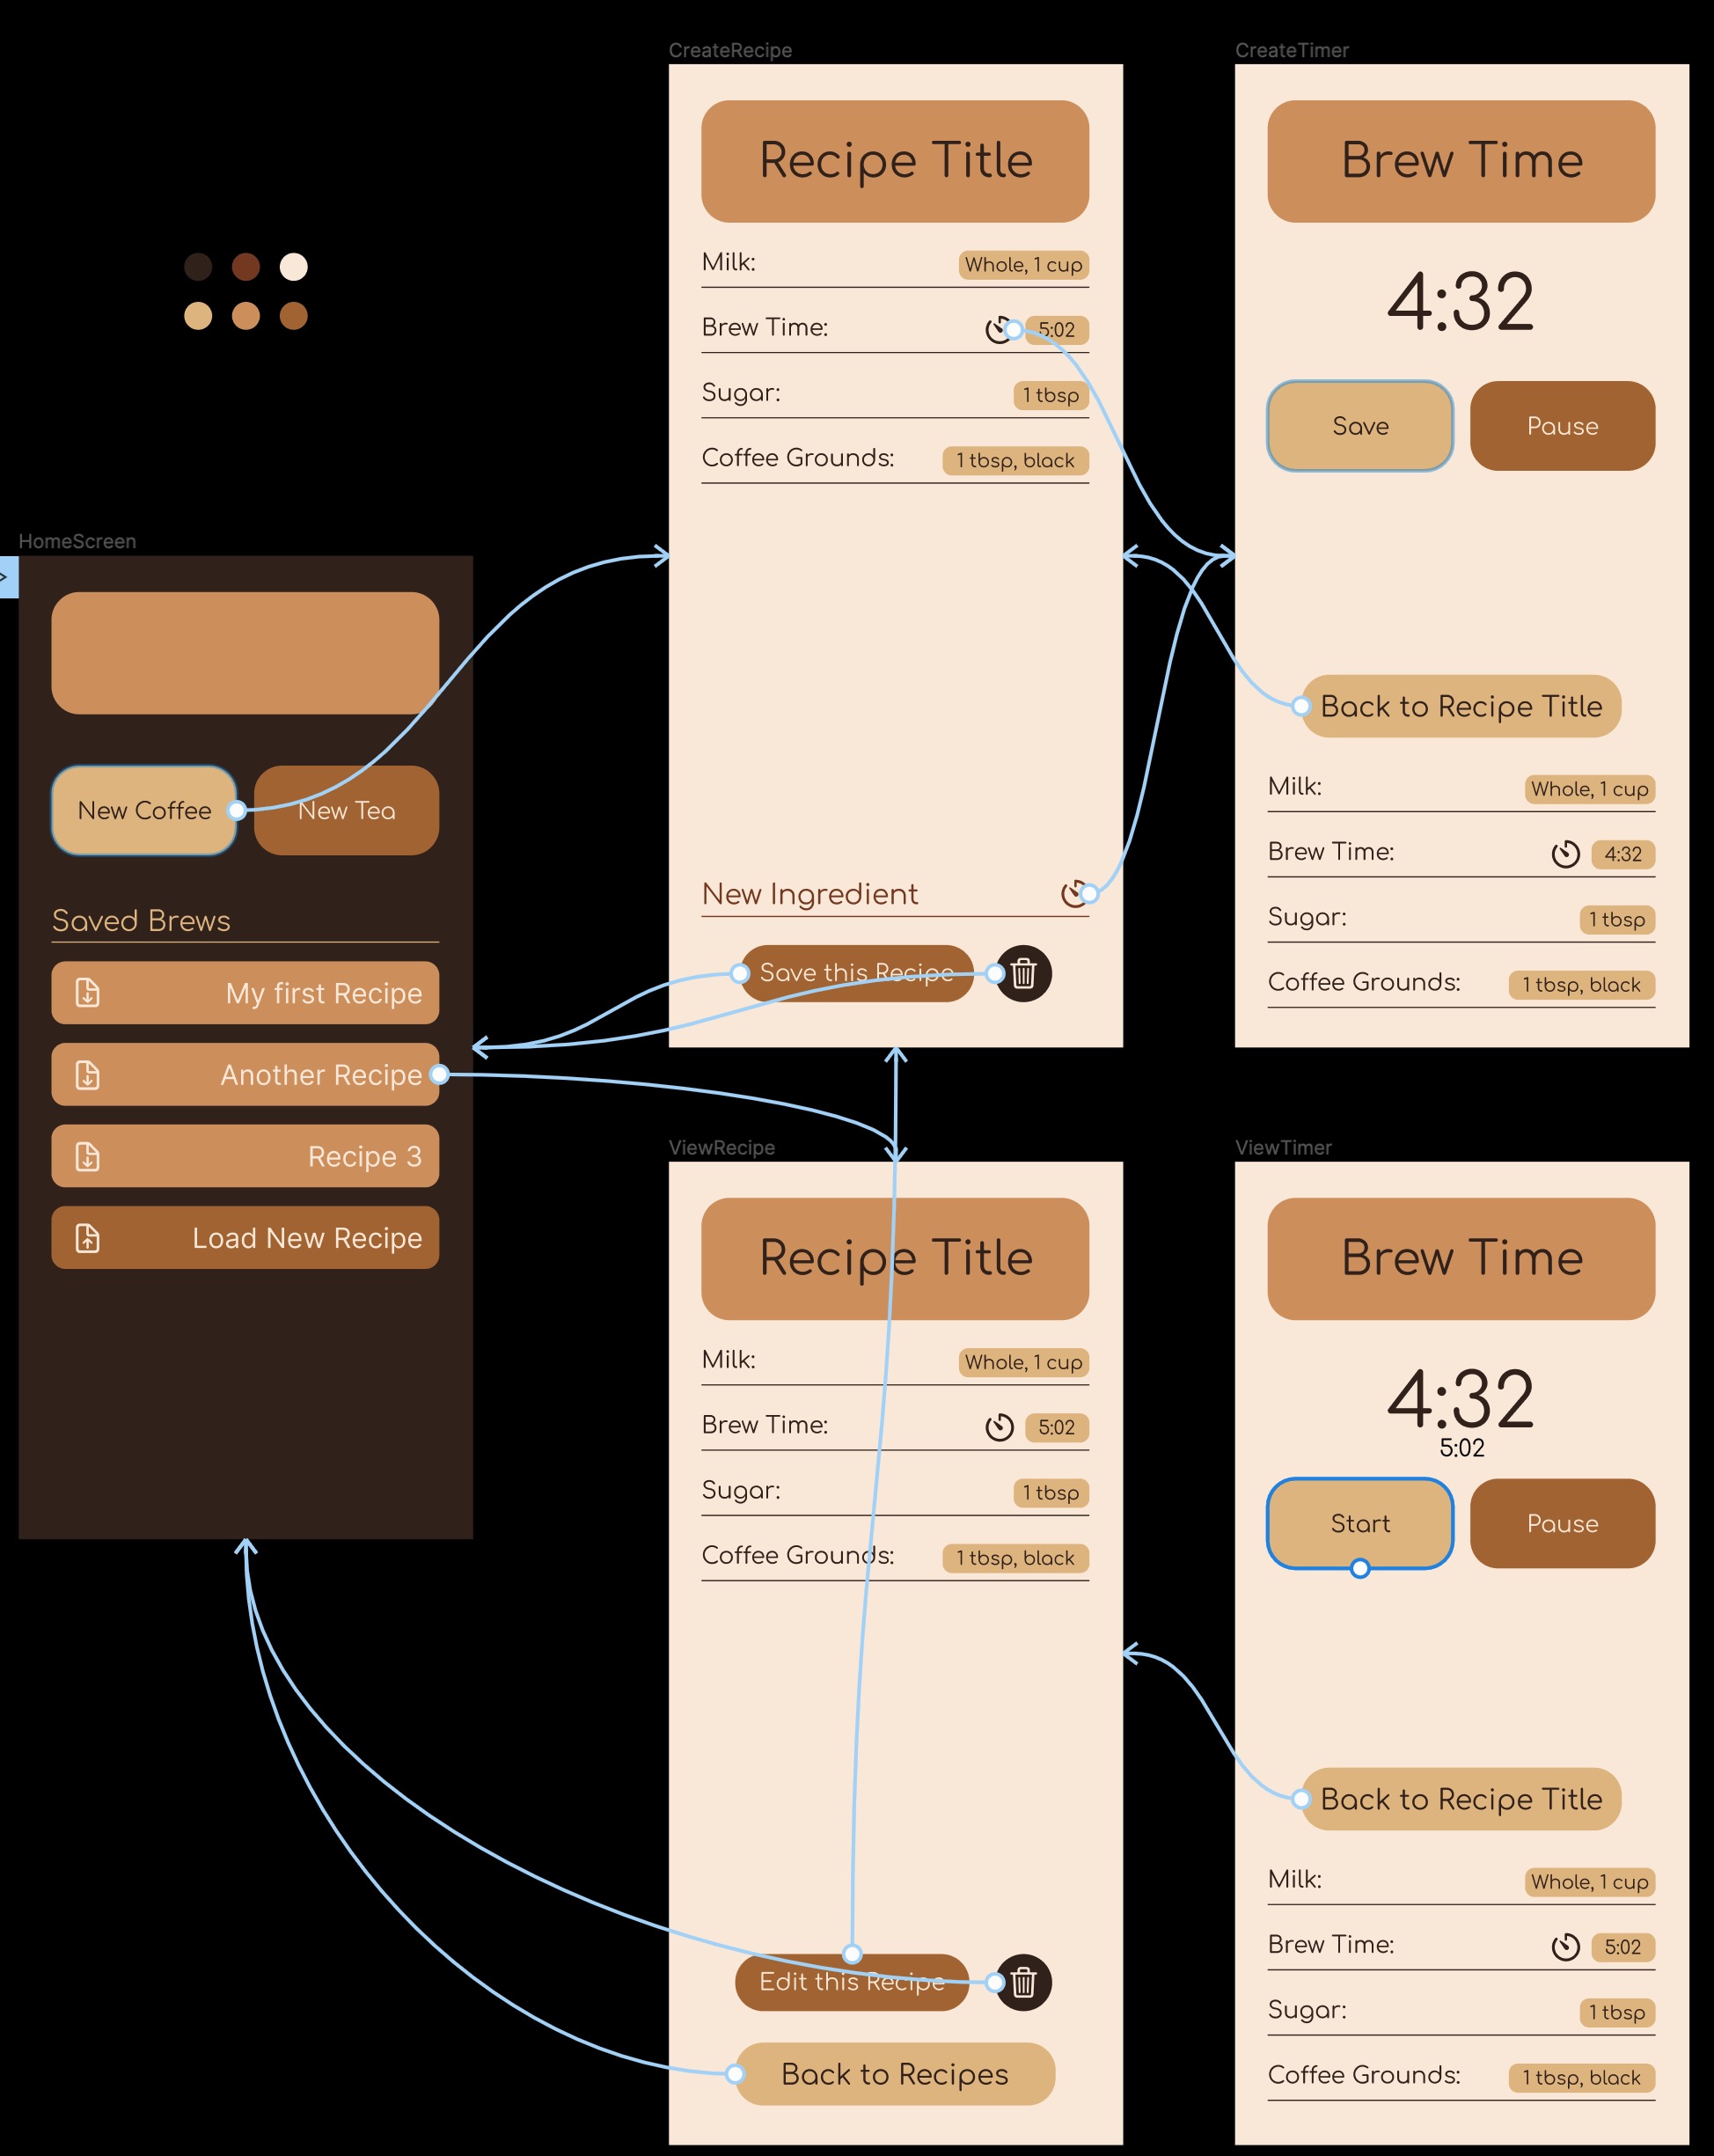 CreateRecipe
Recipe Title
Milk:
Whole, 1 cup
Brew Time:
5:02
Sugar:
1 tbsp
Coffee Grounds:
1 tbsp, black
New Ingredient
Save this Recipe
CreateTimer
Brew Time
4:32
Save
Pause
Back to Recipe Title
Milk:
Whole, 1 cup
Brew Time:
4:32
Sugar:
1 tbsp
Coffee Grounds:
1 tbsp, black
HomeScreen
New Coffee
New Tea
Saved Brews
My first Recipe
Another Recipe
Recipe 3
Load New Recipe
ViewRecipe
Recipe Title
Milk:
Whole, 1 cup
Brew Time:
5:02
Sugar:
1 tbsp
Coffee Grounds:
1 tbsp, black
Edit this Recipe
Back to Recipes
ViewTimer
Brew Time
4:32
5:02
Start
Pause
Back to Recipe Title
Milk:
Whole, 1 cup
Brew Time:
5:02
Sugar:
1 tbsp
Coffee Grounds:
1 tbsp, black